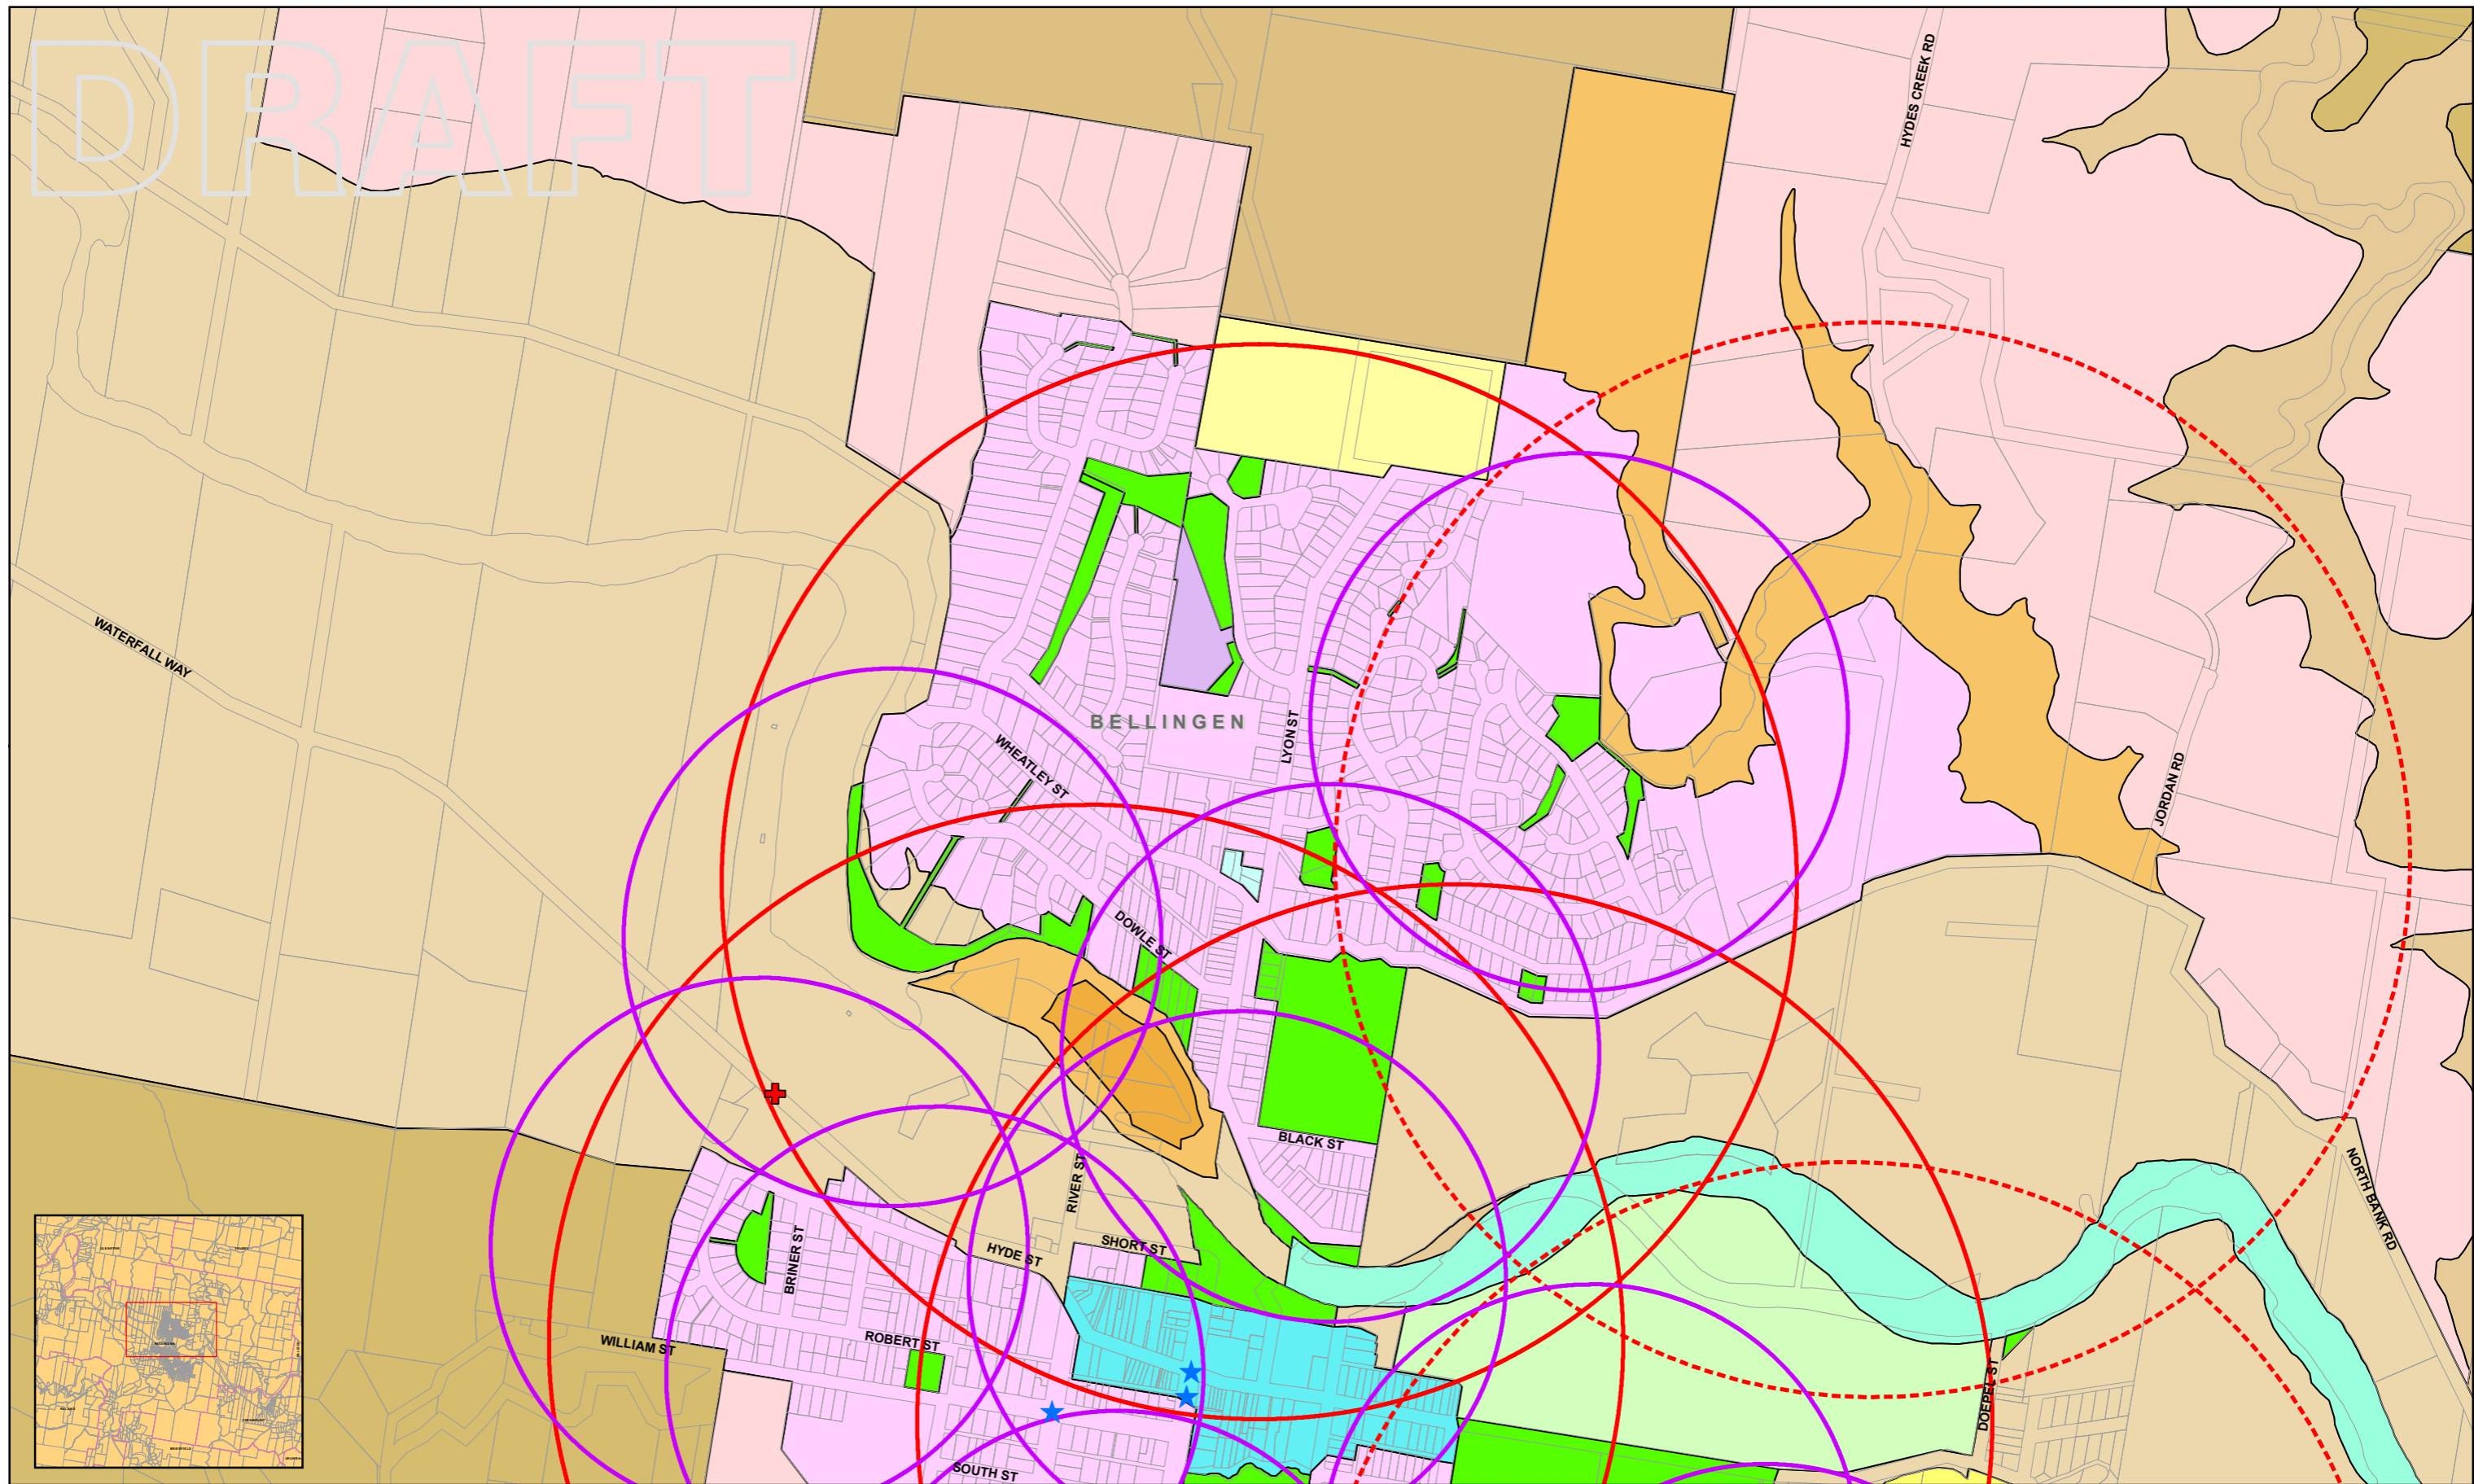 DRAFT
HYDES CREEK RD
WATERFALL WAY
BELLINGEN
LYON ST
WHEATLEY ST
JORDAN RD
DOWLE ST
BLACK ST
RIVER ST
NORTH BANK RD
SHORT ST
HYDE ST
BRINER ST
ROBERT ST
WILLIAM ST
DOEPEL ST
SOUTH ST